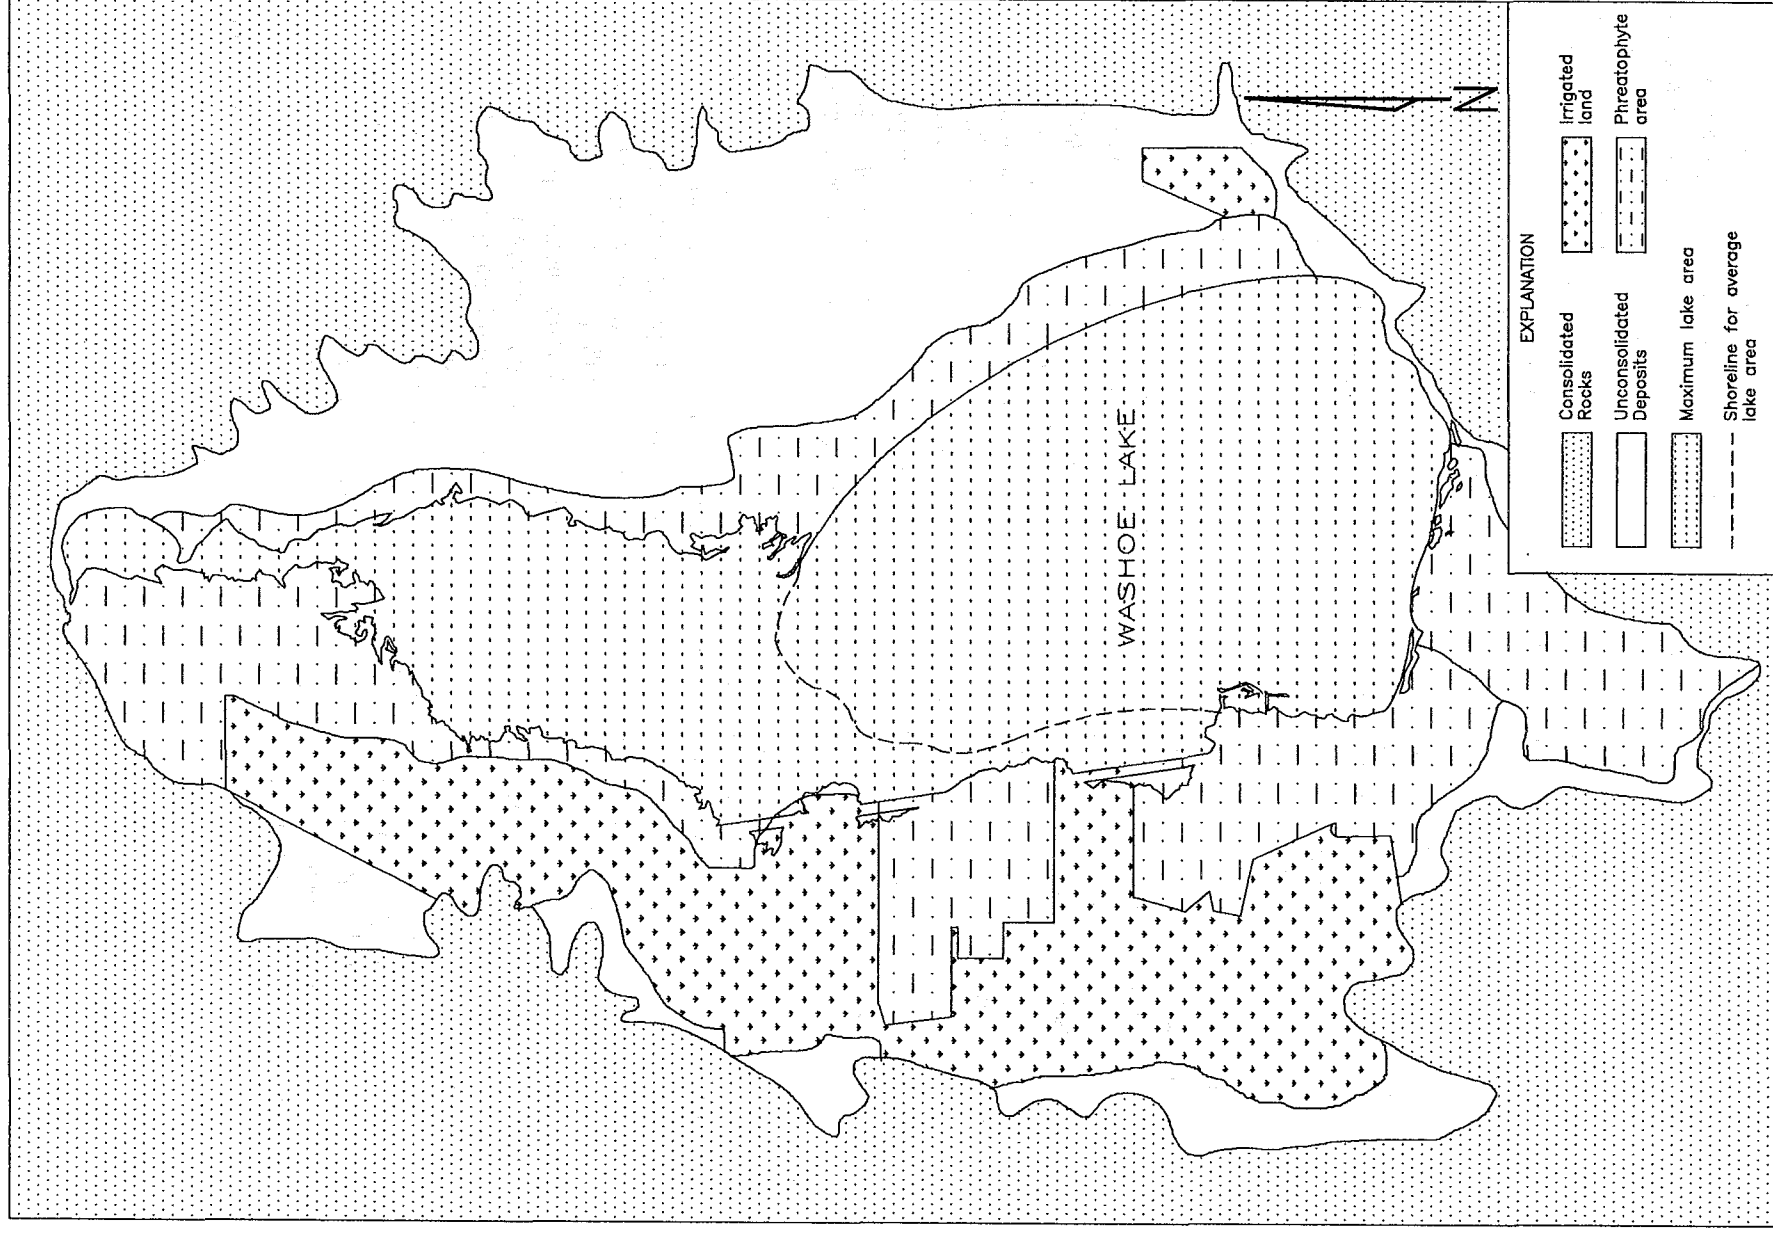 WASHOE LAKE
N
EXPLANATION
Consolidated
Rocks
Unconsolidated
Deposits
Maximum lake area
Shoreline for average
lake area
Irrigated
land
Phreatophyte
area